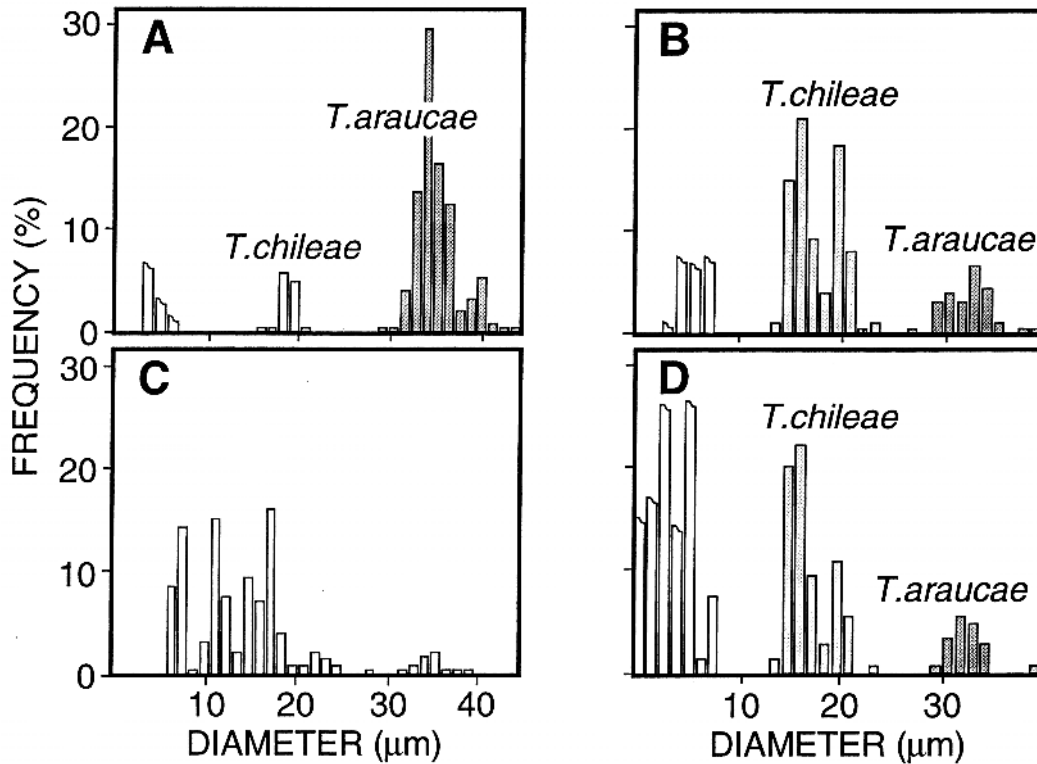 A
B
C
D
T.araucae
T.chileae
T.chileae
T.araucae
T.chileae
T.araucae
30
20
10
0
30
20
10
0
10 20 30 40
10 20 30
FREQUENCY (%)
DIAMETER (μm)
DIAMETER (μm)